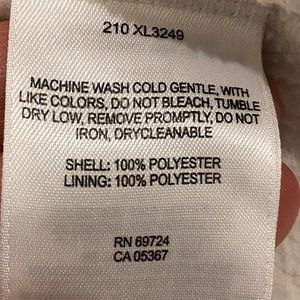 210 XL3249
MACHINE WASH COLD GENTLE, WITH
LIKE COLORS, DO NOT BLEACH, TUMBLE
DRY LOW, REMOVE PROMPTLY, DO NOT
IRON, DRYCLEANABLE
SHELL: 100% POLYESTER
LINING: 100% POLYESTER
RN 69724
CA 05367